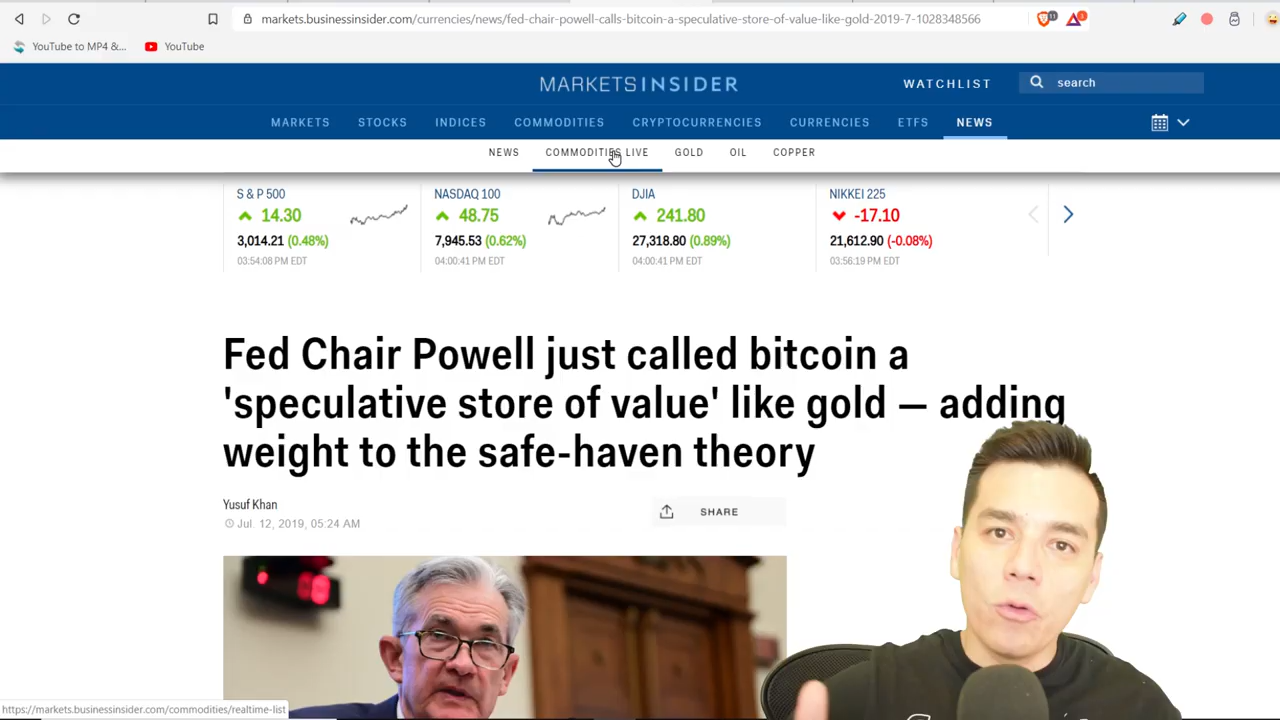 markets.businessinsider.com/currencies/news/fed-chair-powell-calls-bitcoin-a-speculative-store-of-value-like-gold-2019-7-1028348566
11
1
YouTube to MP4 &...
YouTube
MARKETS INSIDER
WATCHLIST
search
MARKETS
STOCKS
INDICES
COMMODITIES
CRYPTOCURRENCIES
CURRENCIES
ETFS
NEWS
NEWS
COMMODITIES LIVE
GOLD
OIL
COPPER
S & P 500
14.30
3,014.21 (0.48%)
03:54:08 PM EDT
NASDAQ 100
48.75
7,945.53 (0.62%)
04:00:41 PM EDT
DJIA
241.80
27,318.80 (0.89%)
04:00:41 PM EDT
NIKKEI 225
-17.10
21,612.90 (-0.08%)
03:56:19 PM EDT
Fed Chair Powell just called bitcoin a
'speculative store of value' like gold — adding
weight to the safe-haven theory
Yusuf Khan
Jul. 12, 2019, 05:24 AM
SHARE
https://markets.businessinsider.com/commodities/realtime-list